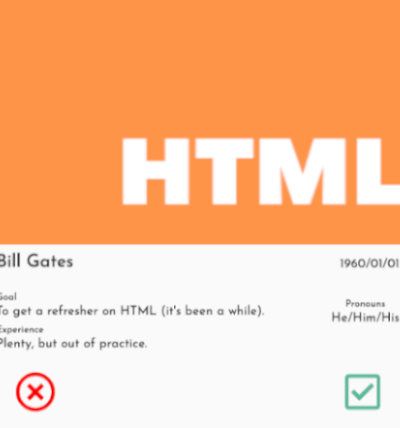 HTML
Bill Gates
1960/01/01
Goal
To get a refresher on HTML (it's been a while).
Pronouns
He/Him/His
Experience
Plenty, but out of practice.